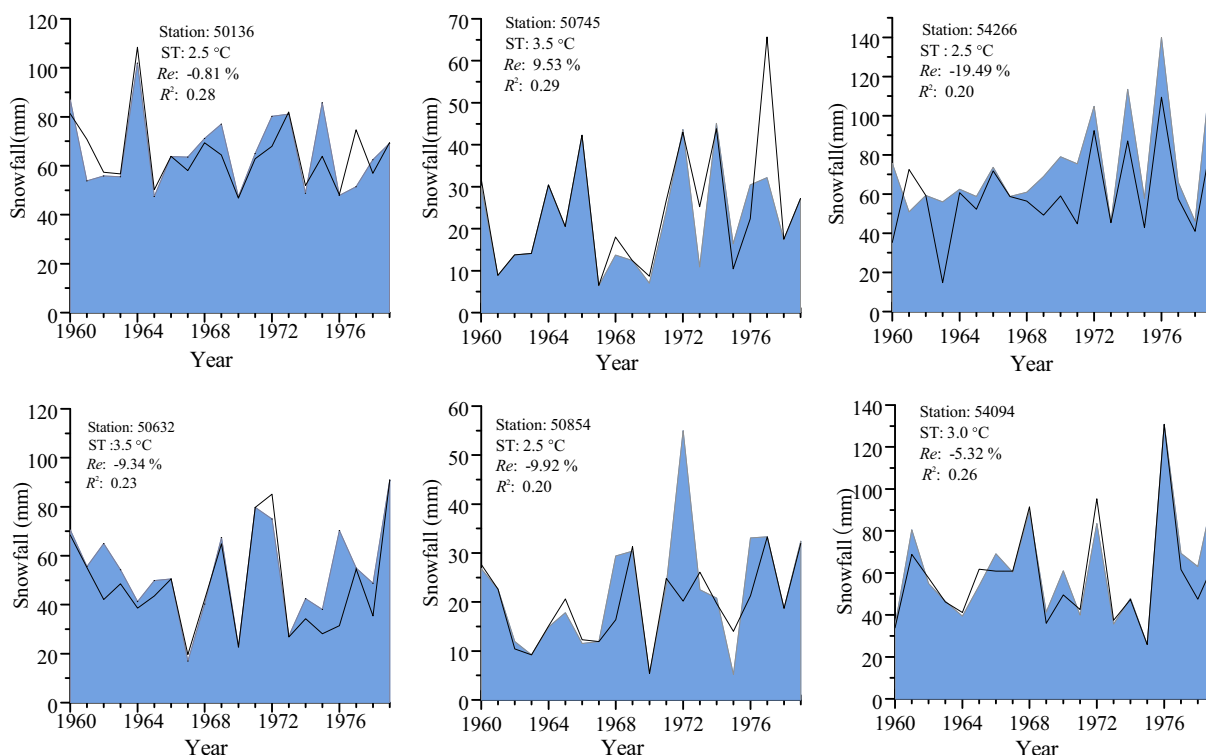 Station: 50136
ST: 2.5 °C
Re: -0.81 %
R²: 0.28
Snowfall(mm)
120
100
80
60
40
20
0
1960 1964 1968 1972 1976
Year
Station: 50745
ST: 3.5 °C
Re: 9.53 %
R²: 0.29
Snowfall(mm)
70
60
50
40
30
20
10
0
1960 1964 1968 1972 1976
Year
Station: 54266
ST : 2.5 °C
Re: -19.49 %
R²: 0.20
Snowfall(mm)
140
120
100
80
60
40
20
0
1960 1964 1968 1972 1976
Year
Station: 50632
ST :3.5 °C
Re: -9.34 %
R²: 0.23
Snowfall (mm)
120
100
80
60
40
20
0
1960 1964 1968 1972 1976
Year
Station: 50854
ST: 2.5 °C
Re: -9.92 %
R²: 0.20
Snowfall (mm)
60
50
40
30
20
10
0
1960 1964 1968 1972 1976
Year
Station: 54094
ST: 3.0 °C
Re: -5.32 %
R²: 0.26
Snowfall (mm)
140
120
100
80
60
40
20
0
1960 1964 1968 1972 1976
Year